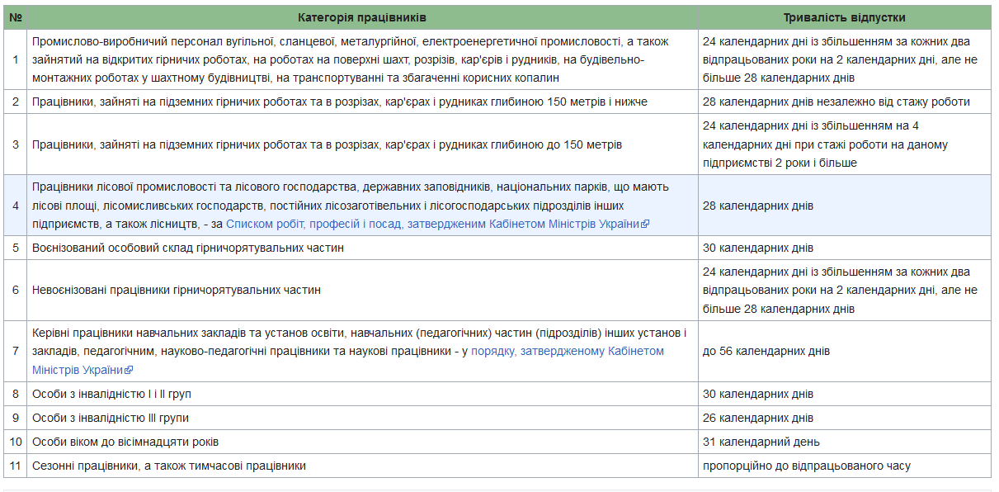 № Категорія працівників Тривалість відпустки
1 Промислово-виробничий персонал вугільної, сланцевої, металургійної, електроенергетичної промисловості, а також
зайнятий на відкритих гірничих роботах, на роботах на поверхні шахт, розрізів, кар'єрів і рудників, на будівельно-
монтажних роботах у шахтному будівництві, на транспортуванні та збагаченні корисних копалин
24 календарних дні із збільшенням за кожних два
відпрацьованих роки на 2 календарних дні, але не
більше 28 календарних днів
2 Працівники, зайняті на підземних гірничих роботах та в розрізах, кар'єрах і рудниках глибиною 150 метрів і нижче 28 календарних днів незалежно від стажу роботи
3 Працівники, зайняті на підземних гірничих роботах та в розрізах, кар'єрах і рудниках глибиною до 150 метрів
24 календарних дні із збільшенням на 4
календарних дні при стажі роботи на даному
підприємстві 2 роки і більше
4 Працівники лісової промисловості та лісового господарства, державних заповідників, національних парків, що мають
лісові площі, лісомисливських господарств, постійних лісозаготівельних і лісогосподарських підрозділів інших
підприємств, а також лісництв, - за Списком робіт, професій і посад, затвердженим Кабінетом Міністрів України
28 календарних днів
5 Воєнізований особовий склад гірничорятувальних частин 30 календарних днів
6 Невоєнізовані працівники гірничорятувальних частин
24 календарних дні із збільшенням за кожних два
відпрацьованих роки на 2 календарних дні, але не
більше 28 календарних днів
7 Керівні працівники навчальних закладів та установ освіти, навчальних (педагогічних) частин (підрозділів) інших установ і
закладів, педагогічним, науково-педагогічні працівники та наукові працівники - у порядку, затвердженому Кабінетом
Міністрів України
до 56 календарних днів
8 Особи з інвалідністю I і II груп 30 календарних днів
9 Особи з інвалідністю III групи 26 календарних днів
10 Особи віком до вісімнадцяти років 31 календарний день
11 Сезонні працівники, а також тимчасові працівники пропорційно до відпрацьованого часу